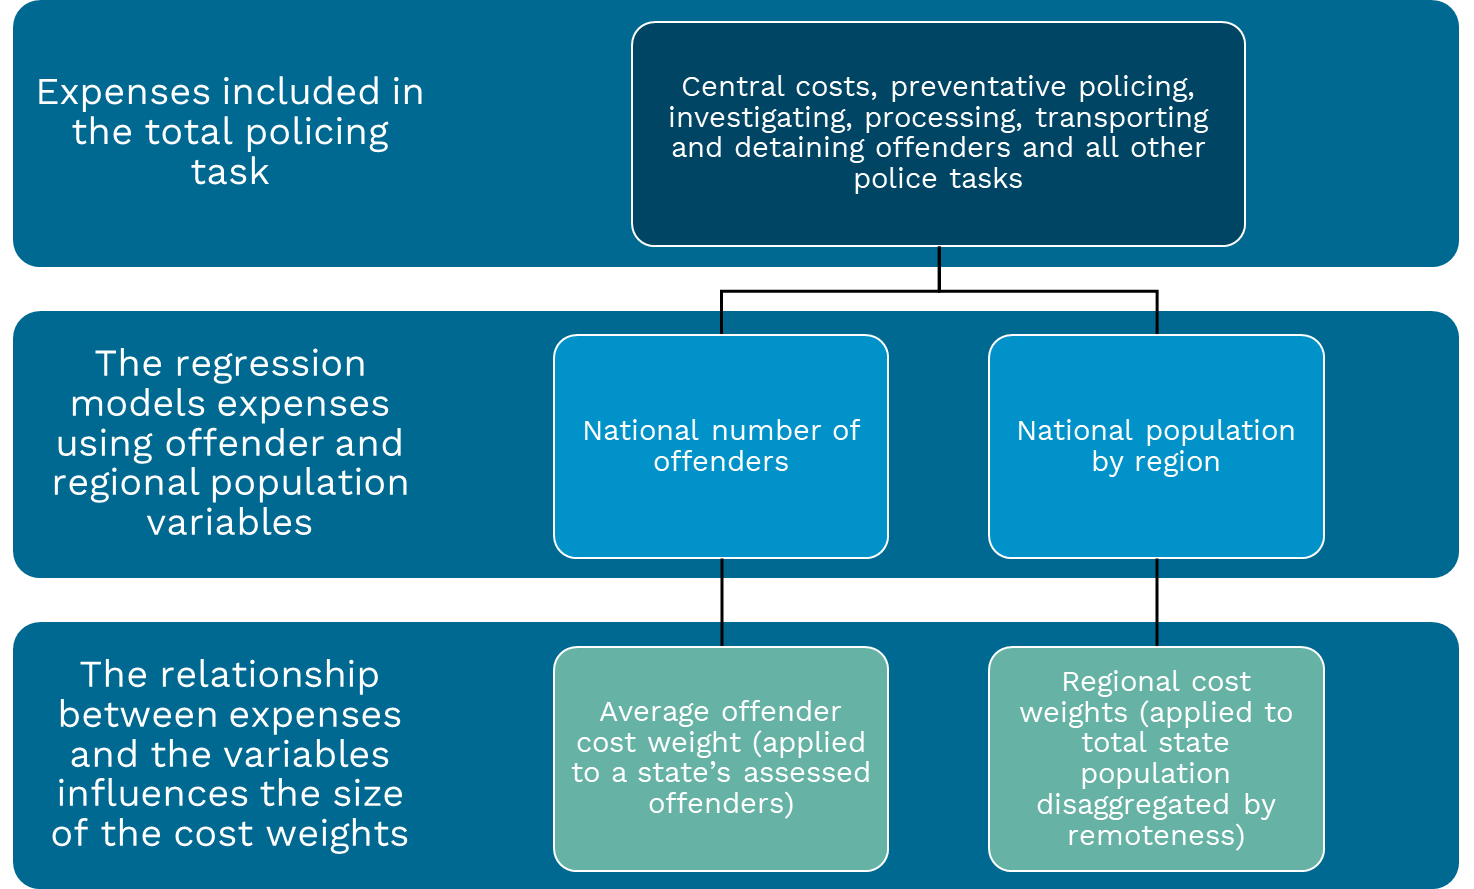 Expenses included in
the total policing
task
Central costs, preventative policing,
investigating, processing, transporting
and detaining offenders and all other
police tasks
The regression
models expenses
using offender and
regional population
variables
National number of
offenders
National population
by region
The relationship
between expenses
and the variables
influences the size
of the cost weights
Average offender
cost weight (applied
to a state’s assessed
offenders)
Regional cost
weights (applied to
total state
population
disaggregated by
remoteness)